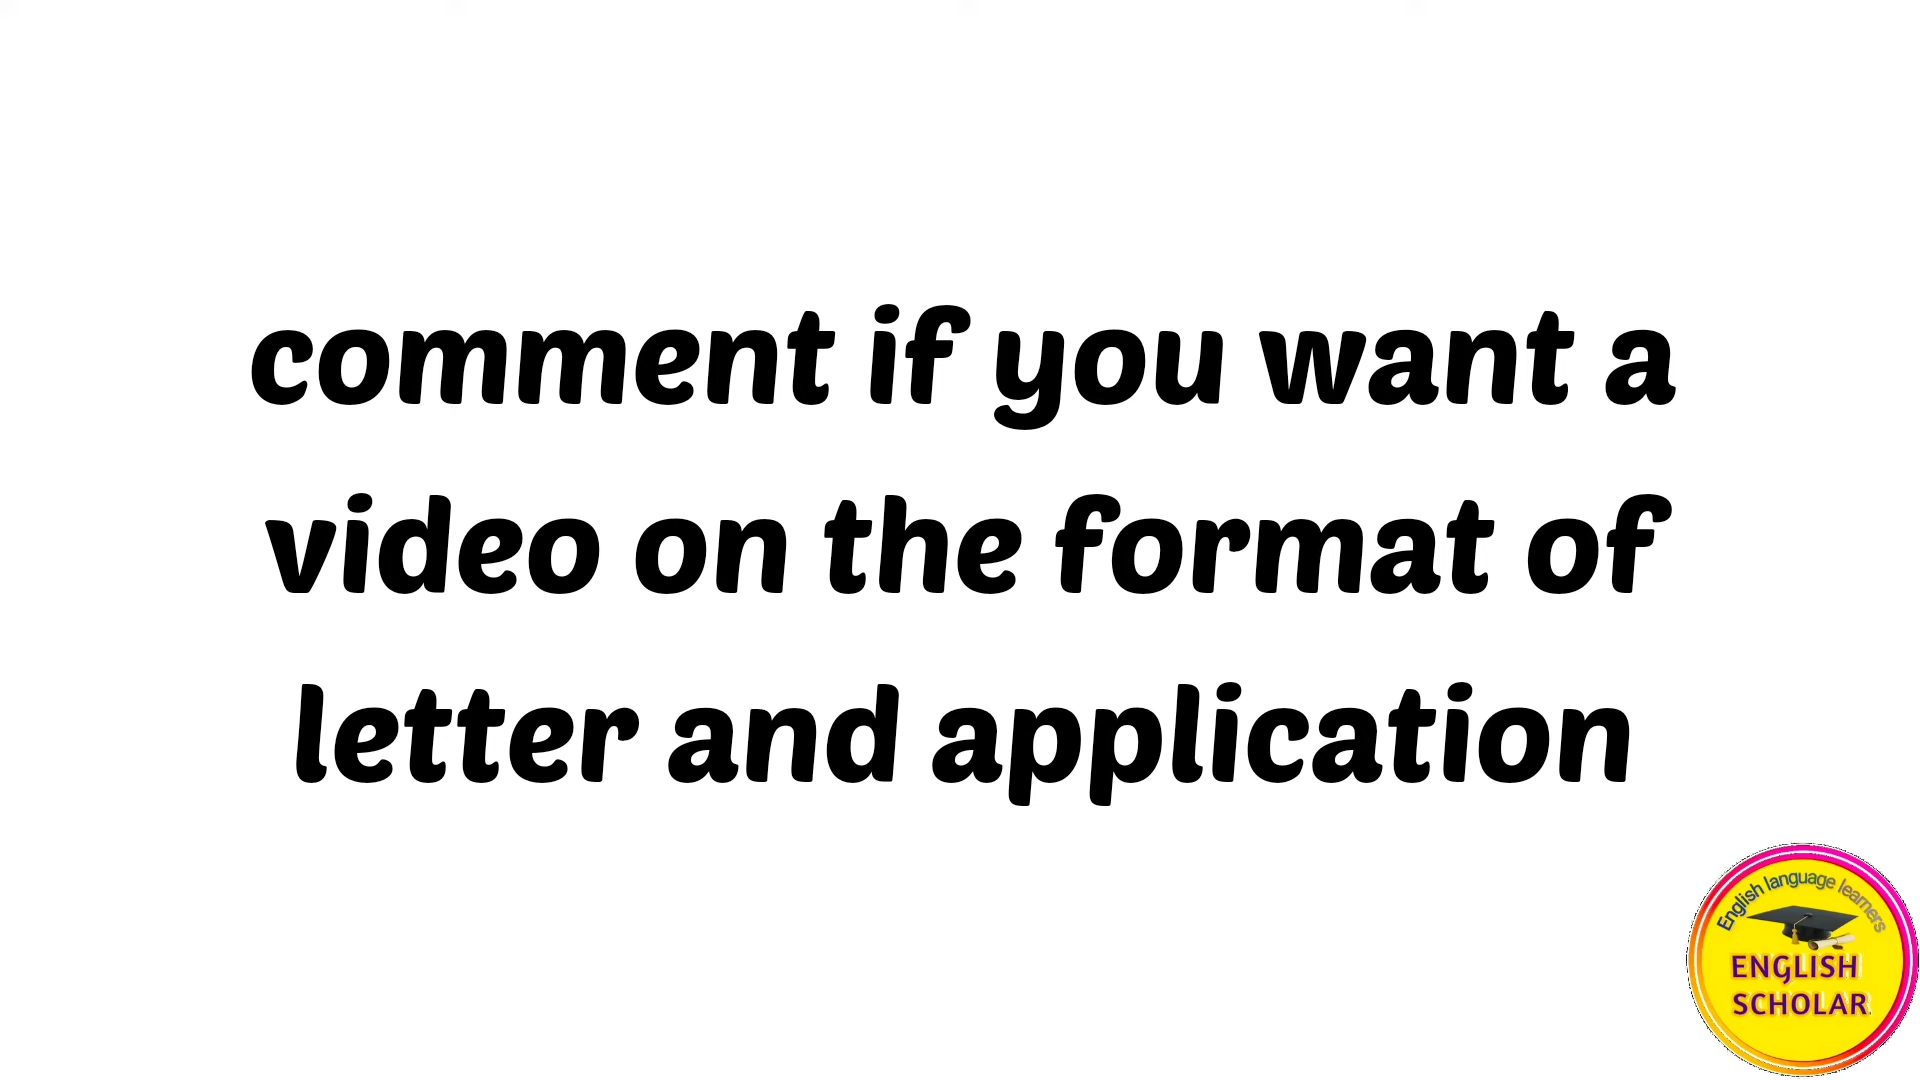 comment if you want a
video on the format of
letter and application
English language learners
ENGLISH
SCHOLAR